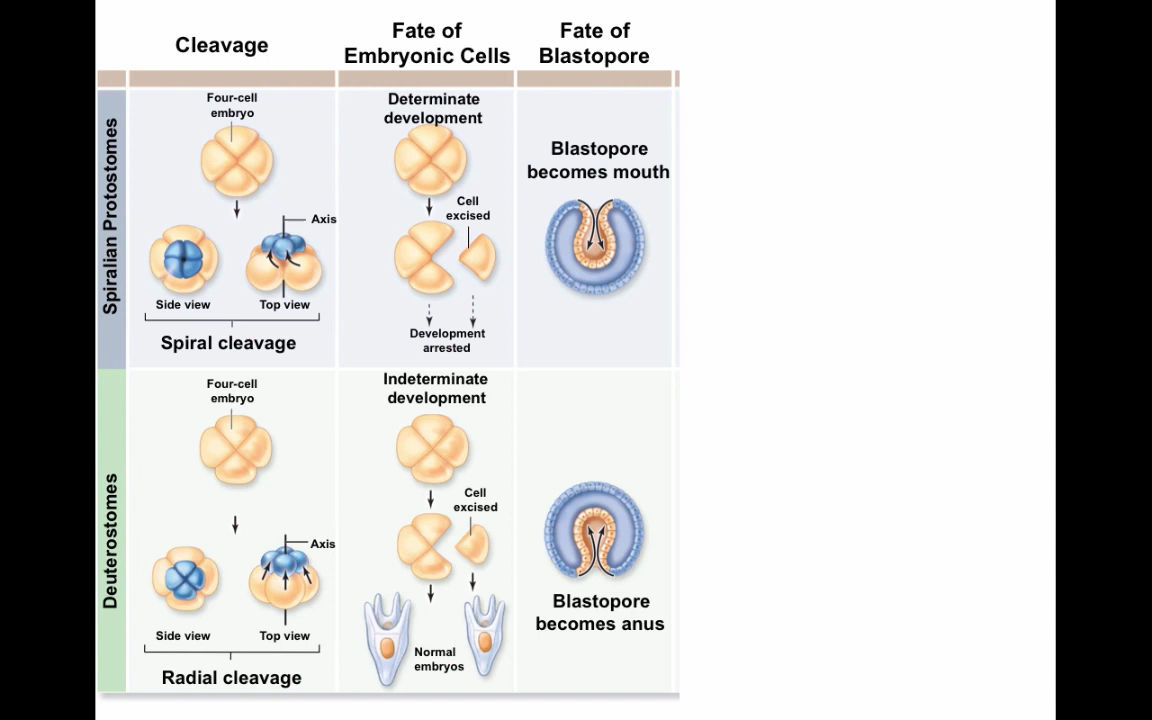 Cleavage
Fate of
Embryonic Cells
Fate of
Blastopore
Spiralian Protostomes
Four-cell
embryo
Axis
Side view
Top view
Spiral cleavage
Determinate
development
Cell
excised
Development
arrested
Blastopore
becomes mouth
Deuterostomes
Four-cell
embryo
Axis
Side view
Top view
Radial cleavage
Indeterminate
development
Cell
excised
Normal
embryos
Blastopore
becomes anus